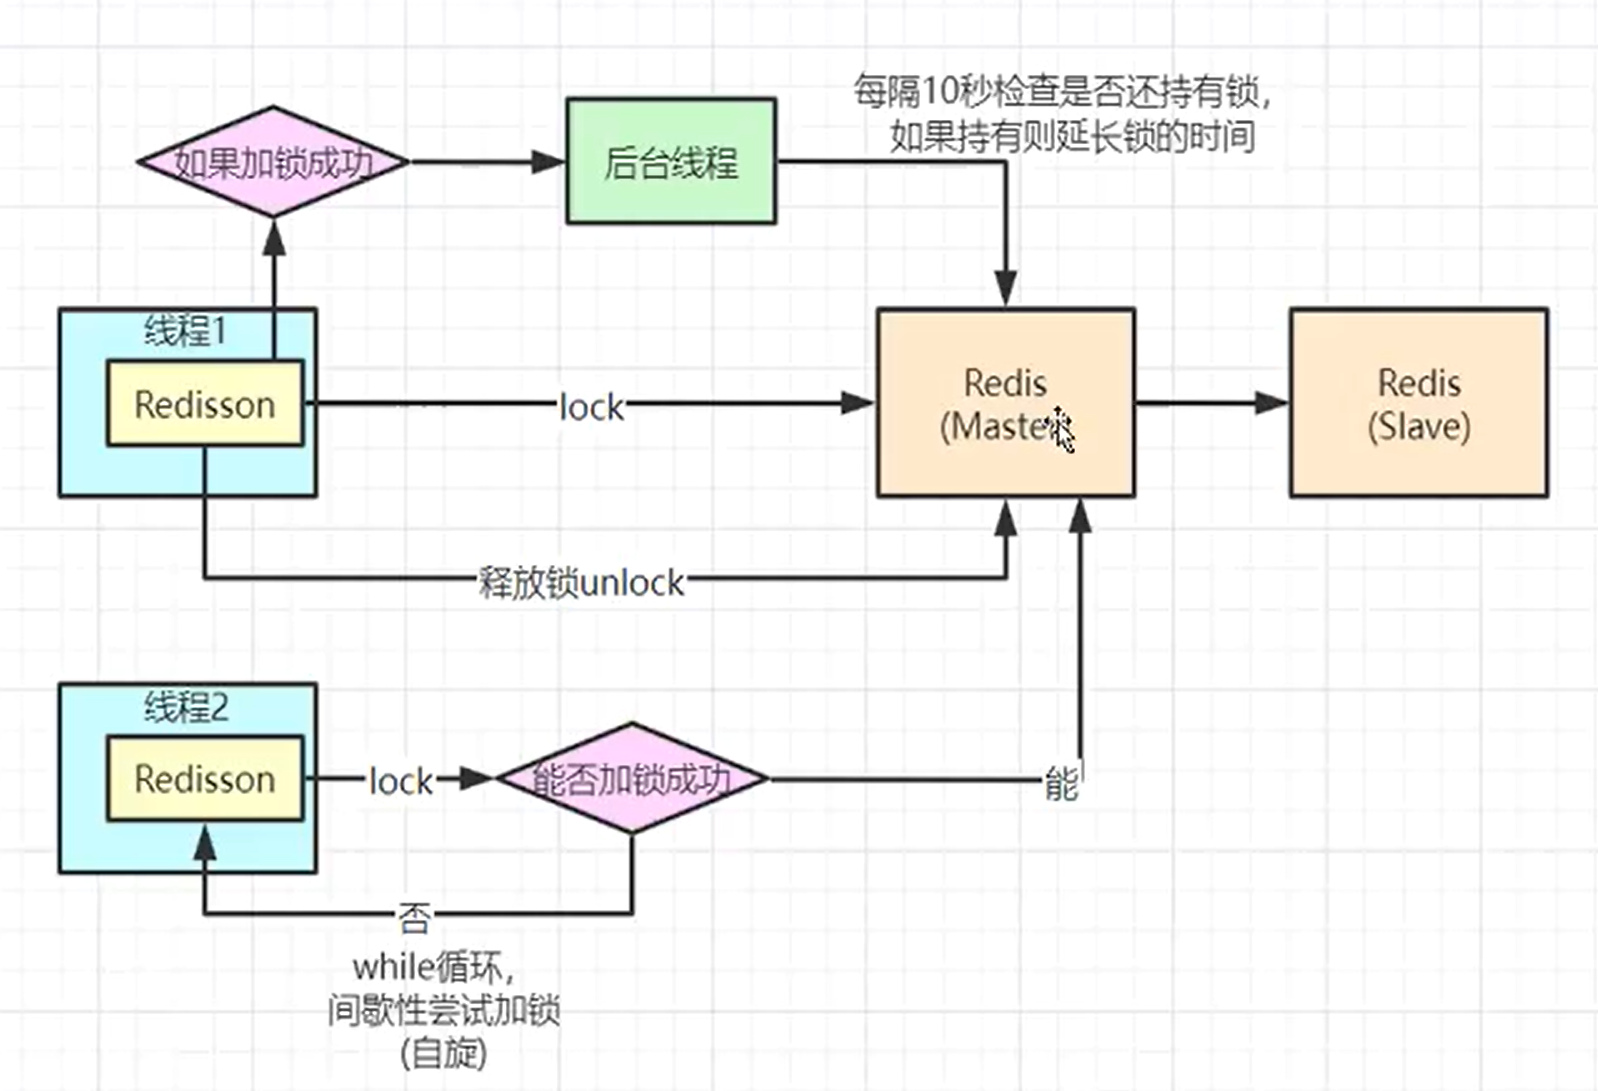 每隔10秒检查是否还持有锁，
如果持有则延长锁的时间
如果加锁成功
后台线程
线程1
Redisson
lock
Redis
(Master)
Redis
(Slave)
释放锁unlock
线程2
Redisson
lock
能否加锁成功
能
否
while循环，
间歇性尝试加锁
(自旋)